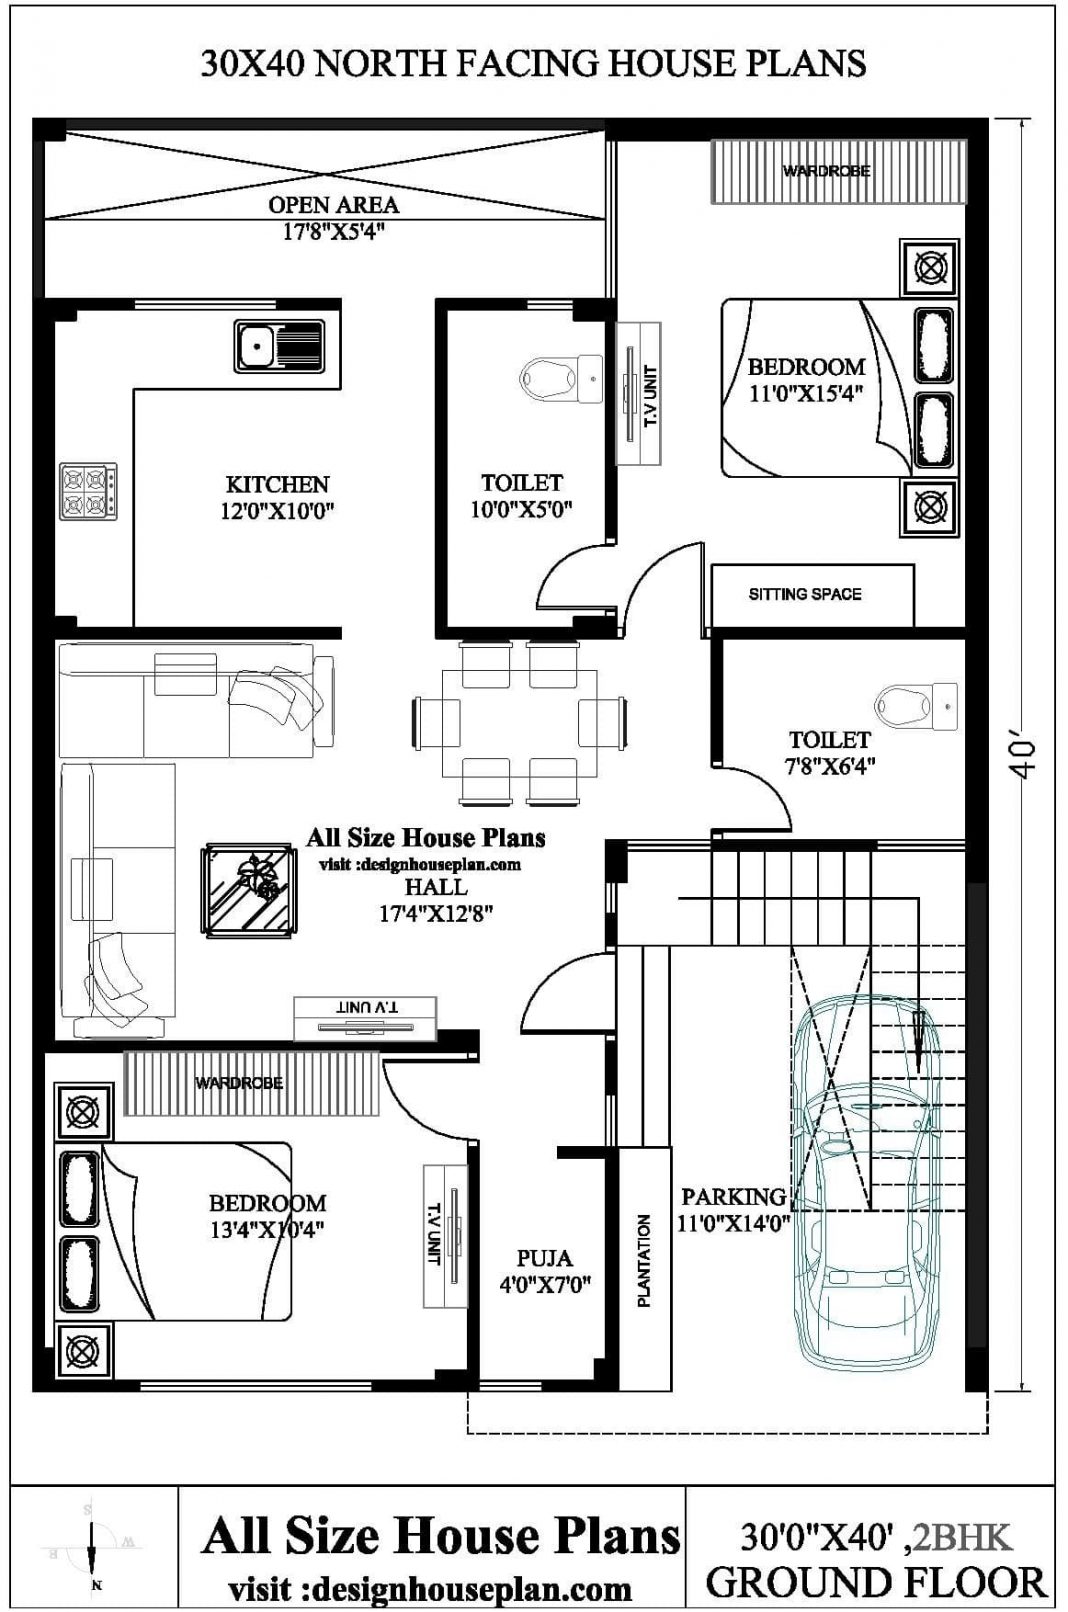 30X40 NORTH FACING HOUSE PLANS
WARDROBE
OPEN AREA
17'8"X5'4"
BEDROOM
11'0"X15'4"
T.V UNIT
KITCHEN
12'0"X10'0"
TOILET
10'0"X5'0"
SITTING SPACE
TOILET
7'8"X6'4"
40'
All Size House Plans
visit :designhouseplan.com
HALL
17'4"X12'8"
T.V UNIT
WARDROBE
BEDROOM
13'4"X10'4"
T.V UNIT
PUJA
4'0"X7'0"
PLANTATION
PARKING
11'0"X14'0"
S
W
E
N
All Size House Plans
visit :designhouseplan.com
30'0"X40' ,2BHK
GROUND FLOOR